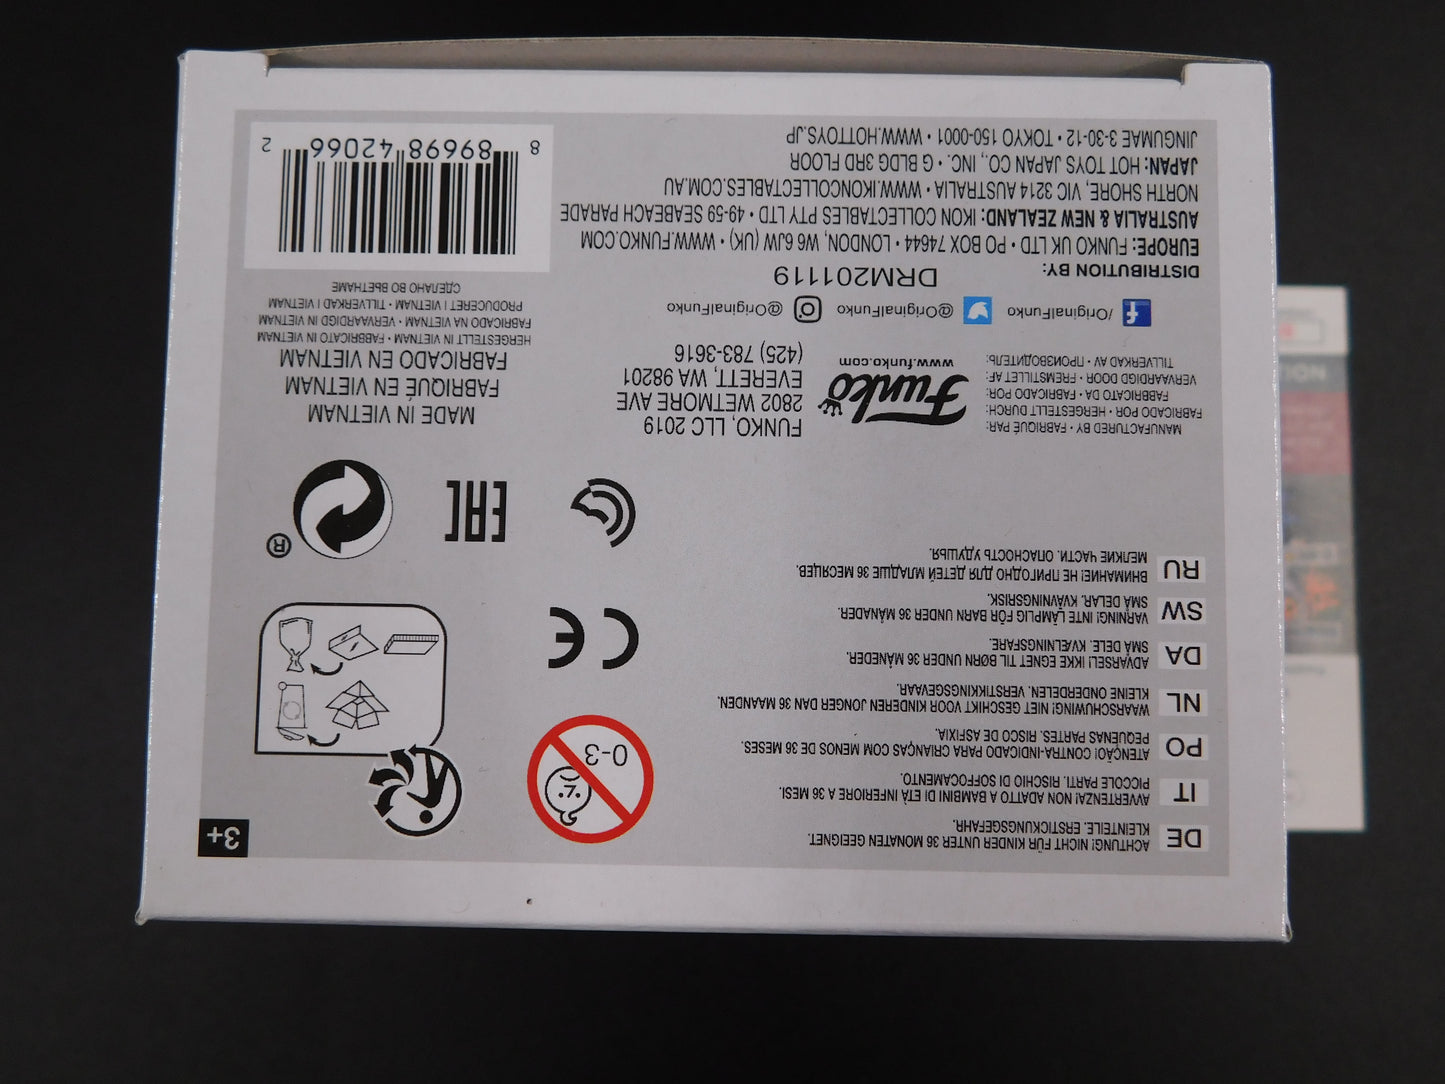 DE
ACHTUNG! NICHT FÜR KINDER UNTER 36 MONATEN GEEIGNET.
KLEINTEILE. ERSTICKUNGSGEFAHR.
IT
AVVERTENZA! NON ADATTO A BAMBINI DI ETÀ INFERIORE A 36 MESI.
PICCOLE PARTI. RISCHIO DI SOFFOCAMENTO.
PO
ATENÇÃO! CONTRA-INDICADO PARA CRIANÇAS COM MENOS DE 36 MESES.
PEQUENAS PARTES. RISCO DE ASFIXIA.
NL
WAARSCHUWING! NIET GESCHIKT VOOR KINDEREN JONGER DAN 36 MAANDEN.
KLEINE ONDERDELEN. VERSTIKKINGSGEVAAR.
DA
ADVARSEL! IKKE EGNET TIL BØRN UNDER 36 MÅNEDER.
SMÅ DELE. KVÆLNINGSFARE.
SW
VARNING! INTE LÄMPLIG FÖR BARN UNDER 36 MÅNADER.
SMÅ DELAR. KVÄVNINGSRISK.
RU
ВНИМАНИЕ! НЕ ПРИГОДНО ДЛЯ ДЕТЕЙ МЛАДШЕ 36 МЕСЯЦЕВ.
МЕЛКИЕ ЧАСТИ. ОПАСНОСТЬ УДУШЬЯ.
0-3
3+
CE
EAC
®
MANUFACTURED BY • FABRIQUÉ PAR:
FABRICADO POR • HERGESTELLT DURCH:
FABBRICATO DA • FABRICADO POR:
VERVAARDIGD DOOR • FREMSTILLET AF:
TILLVERKAD AV • ПРОИЗВОДИТЕЛЬ:
Funko
www.funko.com
FUNKO, LLC 2019
2802 WETMORE AVE
EVERETT, WA 98201
(425) 783-3616
/OriginalFunko
@OriginalFunko
@OriginalFunko
DRM201119
DISTRIBUTION BY:
EUROPE: FUNKO UK LTD • PO BOX 74644 • LONDON, W6 6JW (UK) • WWW.FUNKO.COM
AUSTRALIA & NEW ZEALAND: IKON COLLECTABLES PTY LTD • 49-59 SEABEACH PARADE
NORTH SHORE, VIC 3214 AUSTRALIA • WWW.IKONCOLLECTABLES.COM.AU
JAPAN: HOT TOYS JAPAN CO., INC. • G BLDG 3RD FLOOR
JINGUMAE 3-30-12 • TOKYO 150-0001 • WWW.HOTTOYS.JP
MADE IN VIETNAM
FABRIQUÉ EN VIETNAM
FABRICADO EN VIETNAM
HERGESTELLT IN VIETNAM • FABBRICATO IN VIETNAM
FABRICADO NA VIETNAM • VERVAARDIGD IN VIETNAM
PRODUCERET I VIETNAM • TILLVERKAD I VIETNAM
СДЕЛАНО ВО ВЬЕТНАМЕ
8 89698 42066 2